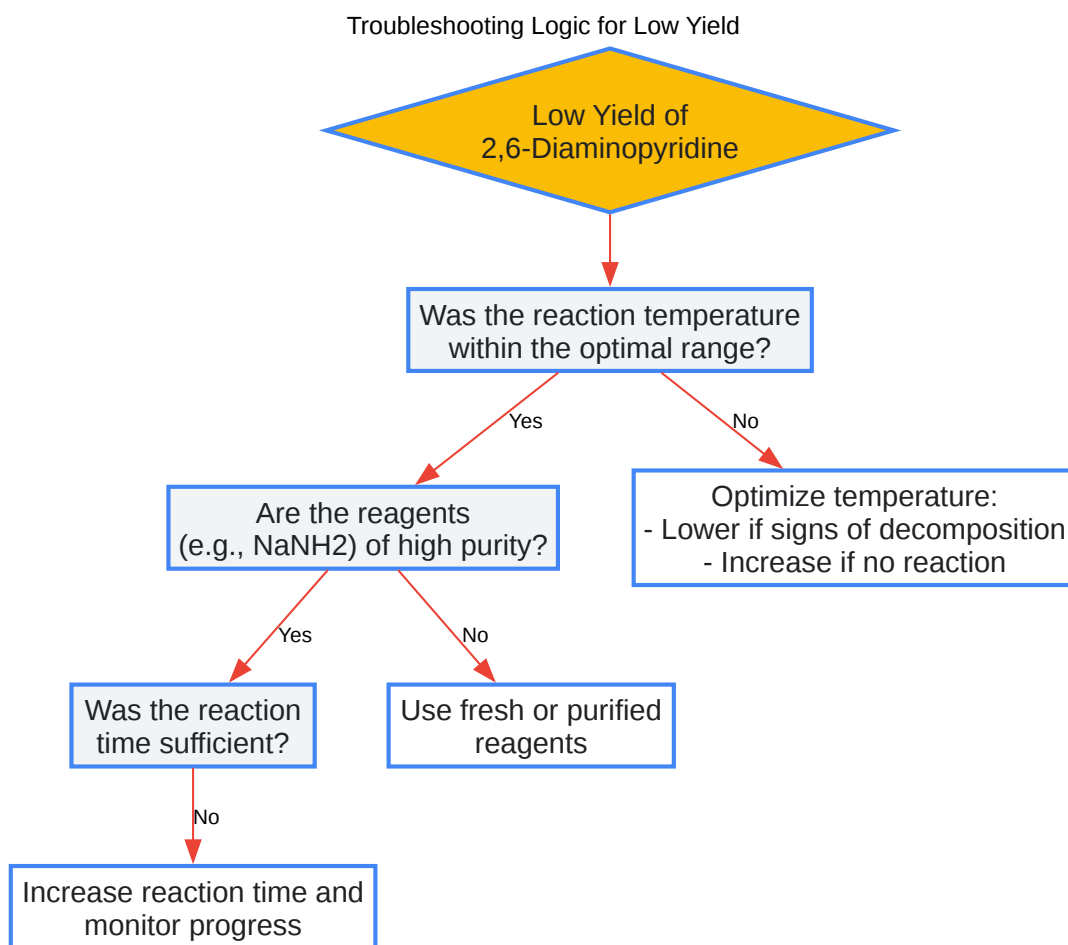 Troubleshooting Logic for Low Yield
Low Yield of
2,6-Diaminopyridine
Was the reaction temperature
within the optimal range?
Yes
No
Are the reagents
(e.g., NaNH2) of high purity?
Optimize temperature:
- Lower if signs of decomposition
- Increase if no reaction
Yes
No
Was the reaction
time sufficient?
Use fresh or purified
reagents
No
Increase reaction time and
monitor progress